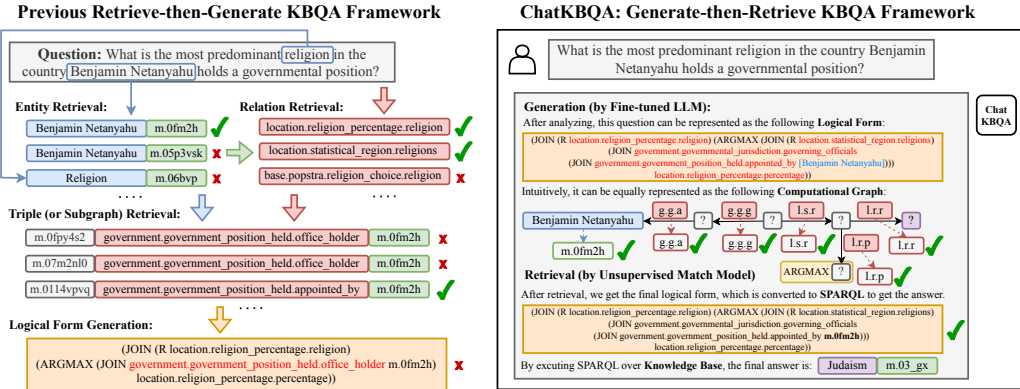 Previous Retrieve-then-Generate KBQA Framework
Question: What is the most predominant religion in the
country Benjamin Netanyahu holds a governmental position?
Entity Retrieval:
Relation Retrieval:
Benjamin Netanyahu m.0fm2h
location.religion_percentage.religion
Benjamin Netanyahu m.05p3vsk x
location.statistical_region.religions
Religion m.06bvp x
base.popstra.religion_choice.religion x
....
....
Triple (or Subgraph) Retrieval:
m.0fpy4s2 government.government_position_held.office_holder m.0fm2h x
m.07m2nl0 government.government_position_held.office_holder m.0fm2h x
m.0114vpvq government.government_position_held.appointed_by m.0fm2h
....
Logical Form Generation:
(JOIN (R location.religion_percentage.religion)
(ARGMAX (JOIN government.government_position_held.office_holder m.0fm2h)
location.religion_percentage.percentage)) x
ChatKBQA: Generate-then-Retrieve KBQA Framework
What is the most predominant religion in the country Benjamin
Netanyahu holds a governmental position?
Chat
KBQA
Generation (by Fine-tuned LLM):
After analyzing, this question can be represented as the following Logical Form:
(JOIN (R location.religion_percentage.religion) (ARGMAX (JOIN (R location.statistical_region.religions)
(JOIN government.governmental_jurisdiction.governing_officials
(JOIN government.government_position_held.appointed_by [Benjamin Netanyahu])))
location.religion_percentage.percentage))
Intuitively, it can be equally represented as the following Computational Graph:
g.g.a g.g.g l.s.r l.r.r
Benjamin Netanyahu ? ? ? ?
m.0fm2h g.g.a g.g.g l.s.r l.r.p l.r.r
ARGMAX ? l.r.p
Retrieval (by Unsupervised Match Model)
After retrieval, we get the final logical form, which is converted to SPARQL to get the answer.
(JOIN (R location.religion_percentage.religion) (ARGMAX (JOIN (R location.statistical_region.religions)
(JOIN government.governmental_jurisdiction.governing_officials
(JOIN government.government_position_held.appointed_by m.0fm2h)))
location.religion_percentage.percentage))
By excuting SPARQL over Knowledge Base, the final answer is: Judaism m.03_gx